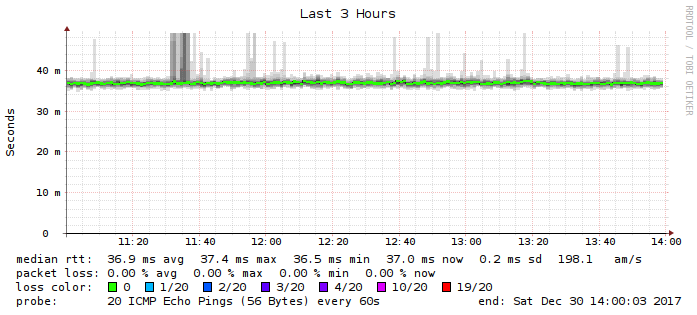 Last 3 Hours
RRDTOOL / TOBI OETIKER
Seconds
40 m
30 m
20 m
10 m
0
11:20 11:40 12:00 12:20 12:40 13:00 13:20 13:40 14:00
median rtt: 36.9 ms avg 37.4 ms max 36.5 ms min 37.0 ms now 0.2 ms sd 198.1 am/s
packet loss: 0.00 % avg 0.00 % max 0.00 % min 0.00 % now
loss color: 0 1/20 2/20 3/20 4/20 10/20 19/20
probe: 20 ICMP Echo Pings (56 Bytes) every 60s end: Sat Dec 30 14:00:03 2017